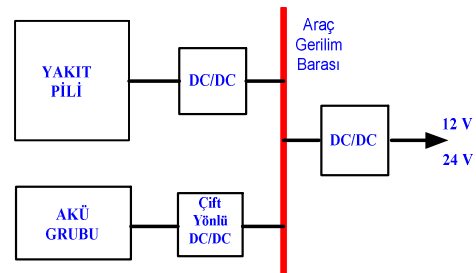 YAKIT
PİLİ
DC/DC
Araç
Gerilim
Barası
DC/DC
12 V
24 V
AKÜ
GRUBU
Çift
Yönlü
DC/DC